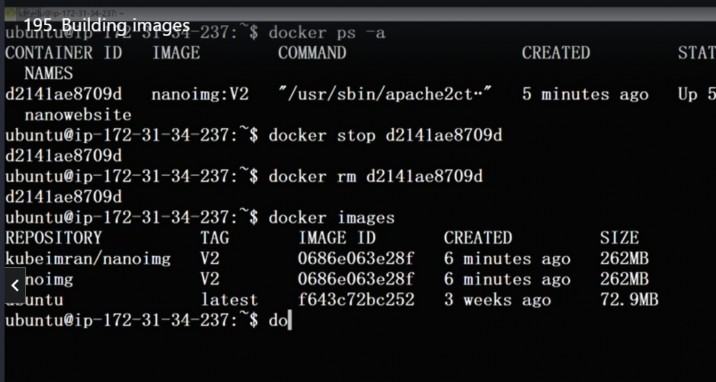 195. Building images
ubuntu@ip-172-31-34-237:~$ docker ps -a
CONTAINER ID IMAGE COMMAND CREATED STAT
NAMES
d2141ae8709d nanoimg:V2 "/usr/sbin/apache2ct…" 5 minutes ago Up 5
nanowebsite
ubuntu@ip-172-31-34-237:~$ docker stop d2141ae8709d
d2141ae8709d
ubuntu@ip-172-31-34-237:~$ docker rm d2141ae8709d
d2141ae8709d
ubuntu@ip-172-31-34-237:~$ docker images
REPOSITORY TAG IMAGE ID CREATED SIZE
kubeimran/nanoimg V2 0686e063e28f 6 minutes ago 262MB
noimg V2 0686e063e28f 6 minutes ago 262MB
buntu latest f643c72bc252 3 weeks ago 72.9MB
ubuntu@ip-172-31-34-237:~$ do